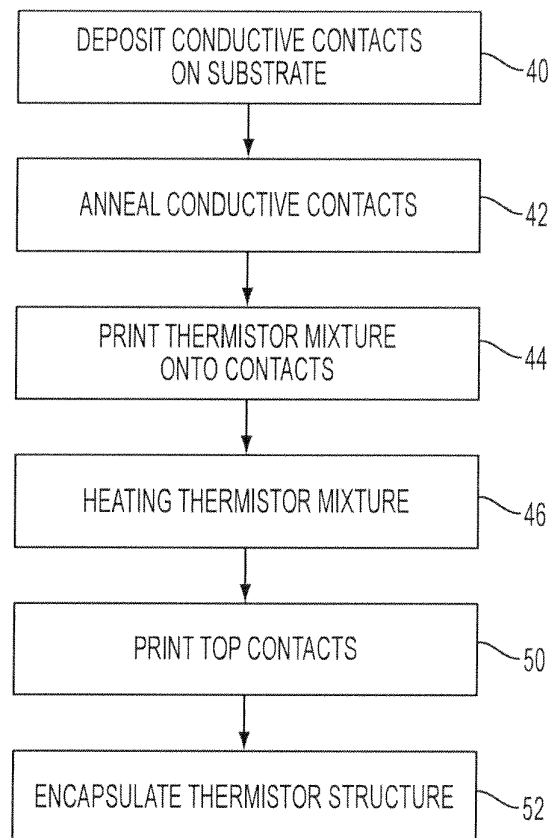 DEPOSIT CONDUCTIVE CONTACTS
ON SUBSTRATE
40
ANNEAL CONDUCTIVE CONTACTS
42
PRINT THERMISTOR MIXTURE
ONTO CONTACTS
44
HEATING THERMISTOR MIXTURE
46
PRINT TOP CONTACTS
50
ENCAPSULATE THERMISTOR STRUCTURE
52